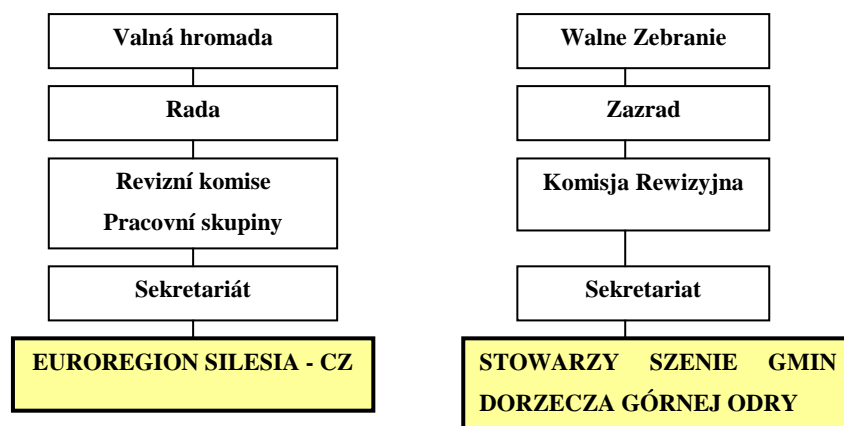 Valná hromada
Rada
Revizní komise
Pracovní skupiny
Sekretariát
EUROREGION SILESIA - CZ
Walne Zebranie
Zazrad
Komisja Rewizyjna
Sekretariat
STOWARZY SZENIE GMIN
DORZECZA GÓRNEJ ODRY